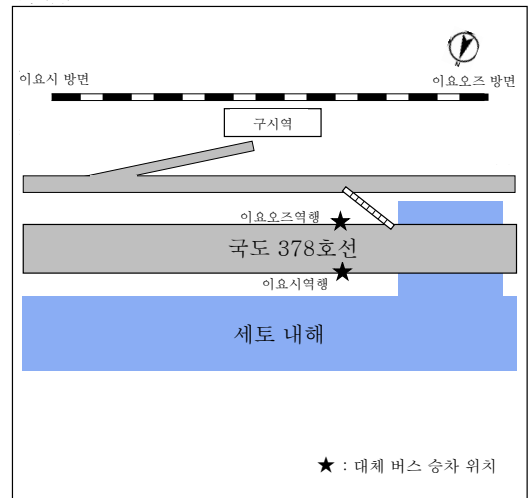 이요시 방면
이요오즈 방면
N
구시역
이요오즈역행
국도 378호선
이요시역행
세토 내해
★ : 대체 버스 승차 위치